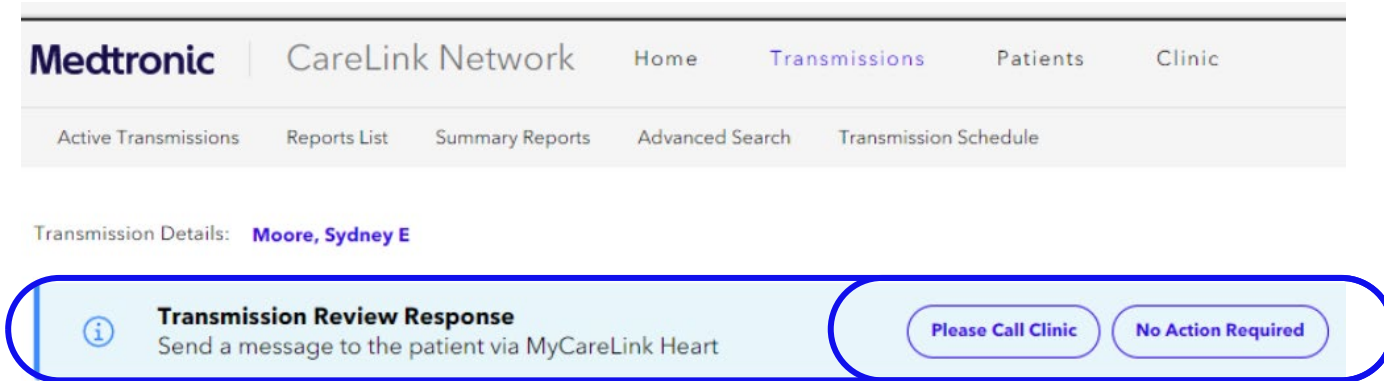 Medtronic CareLink Network Home Transmissions Patients Clinic
Active Transmissions Reports List Summary Reports Advanced Search Transmission Schedule
Transmission Details: Moore, Sydney E
Transmission Review Response
Send a message to the patient via MyCareLink Heart
Please Call Clinic No Action Required